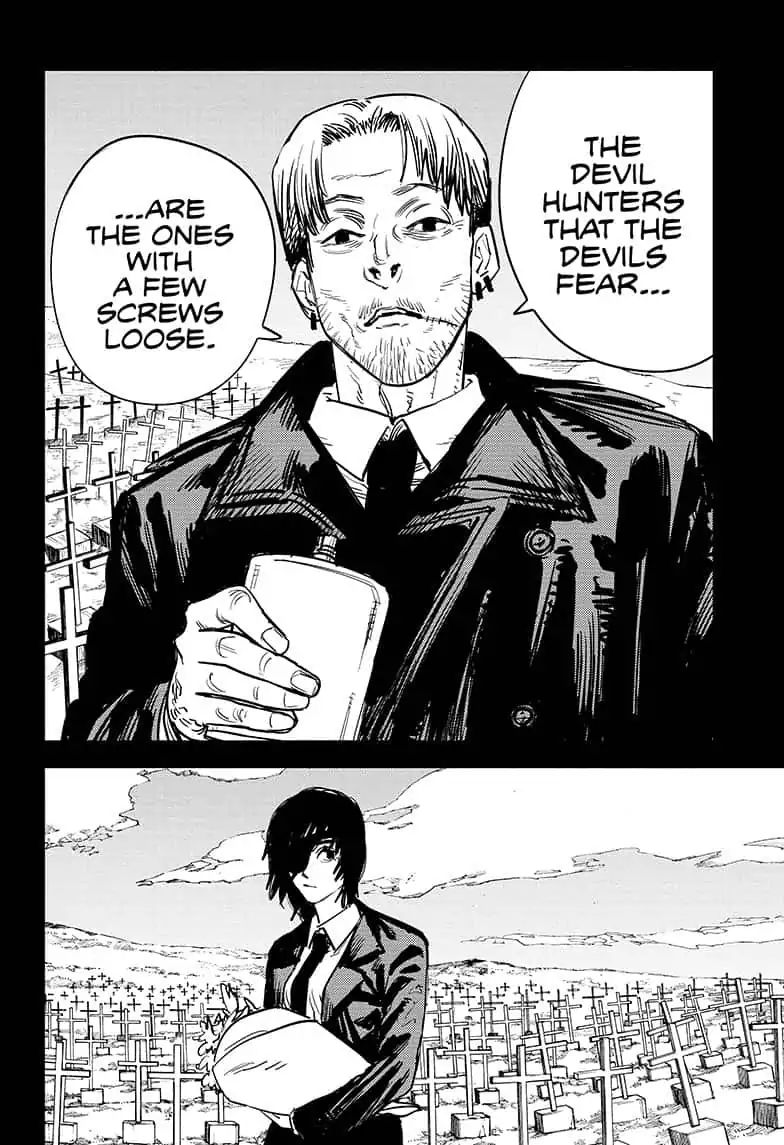 THE
DEVIL
HUNTERS
THAT THE
DEVILS
FEAR...
...ARE
THE ONES
WITH
A FEW
SCREWS
LOOSE.